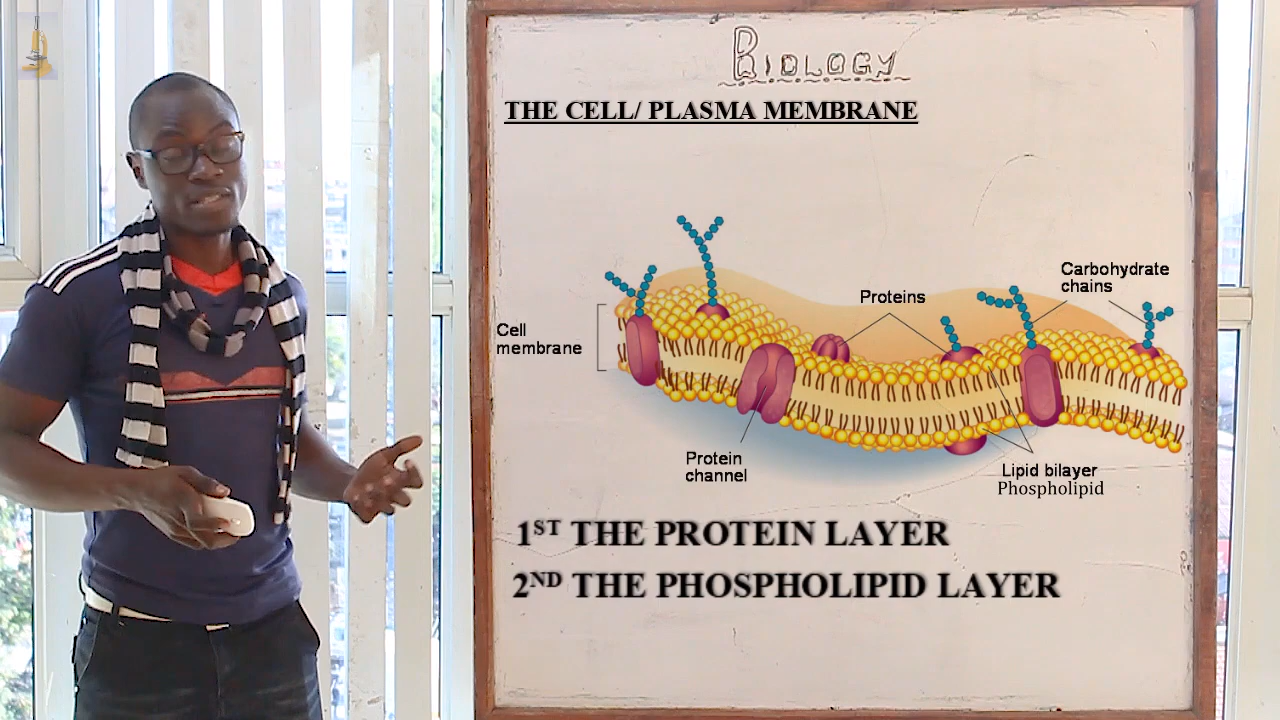 BIOLOGY
THE CELL/ PLASMA MEMBRANE
Carbohydrate
chains
Proteins
Cell
membrane
Protein
channel
Lipid bilayer
Phospholipid
1ST THE PROTEIN LAYER
2ND THE PHOSPHOLIPID LAYER